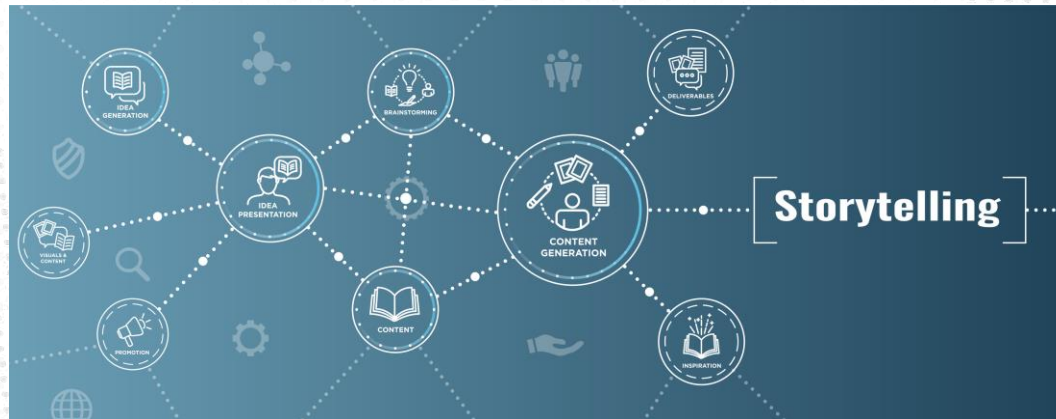 IDEA
GENERATION
BRAINSTORMING
DELIVERABLES
IDEA
PRESENTATION
Storytelling
VISUALS &
CONTENT
CONTENT
GENERATION
PROMOTION
CONTENT
INSPIRATION